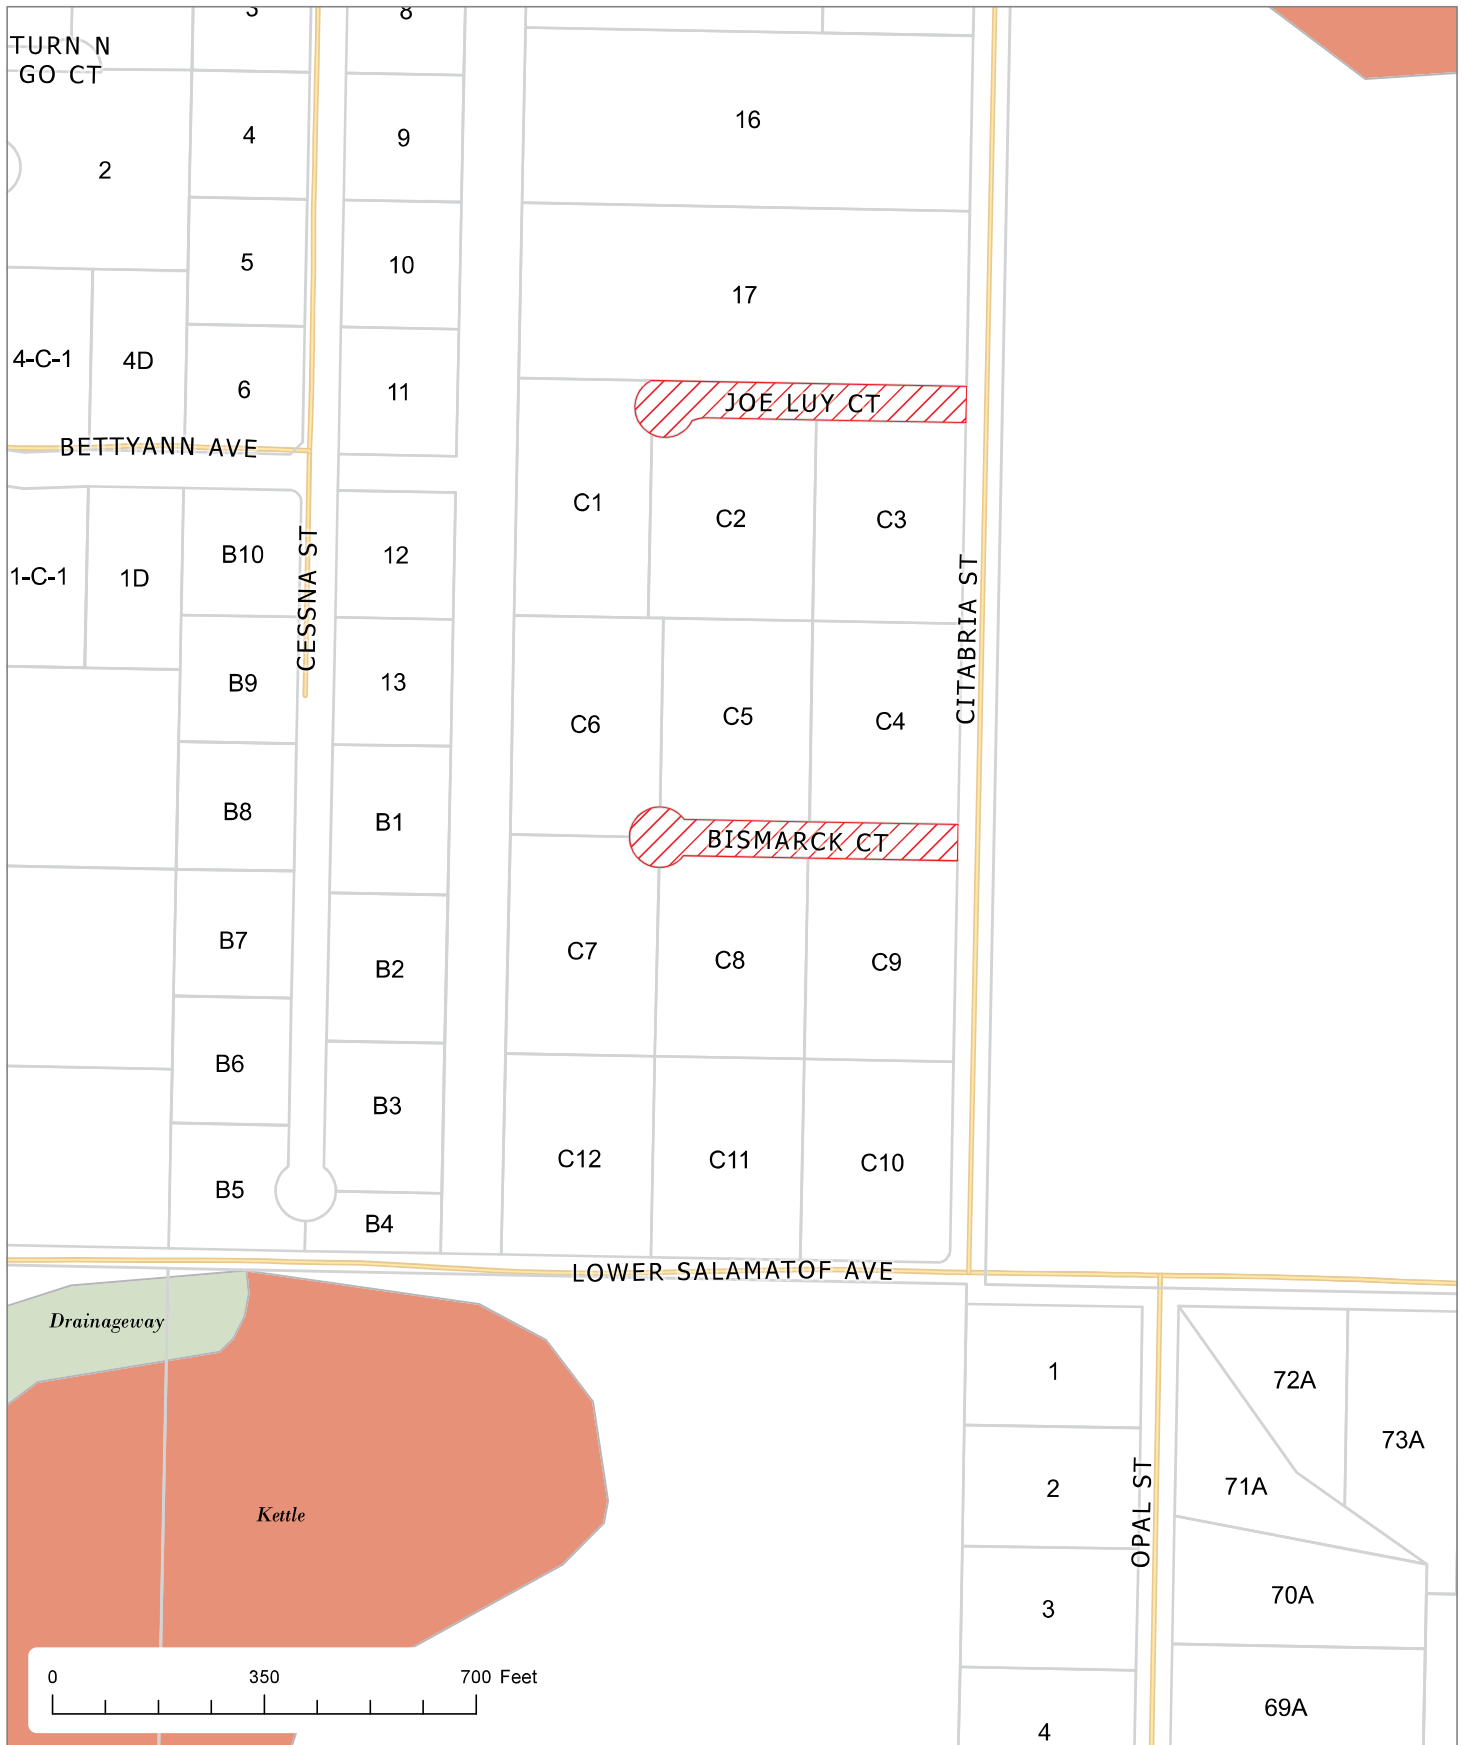 3
8
TURN N
GO CT
16
4
9
2
5
10
17
4-C-1
4D
6
11
JOE LUY CT
BETTYANN AVE
C1
C2
C3
B10
12
1-C-1
1D
CESSNA ST
CITABRIA ST
B9
13
C6
C5
C4
B8
B1
BISMARCK CT
B7
C7
C8
C9
B2
B6
B3
C12
C11
C10
B5
B4
LOWER SALAMATOF AVE
Drainageway
1
72A
73A
71A
2
OPAL ST
Kettle
70A
3
0 350 700 Feet
69A
4